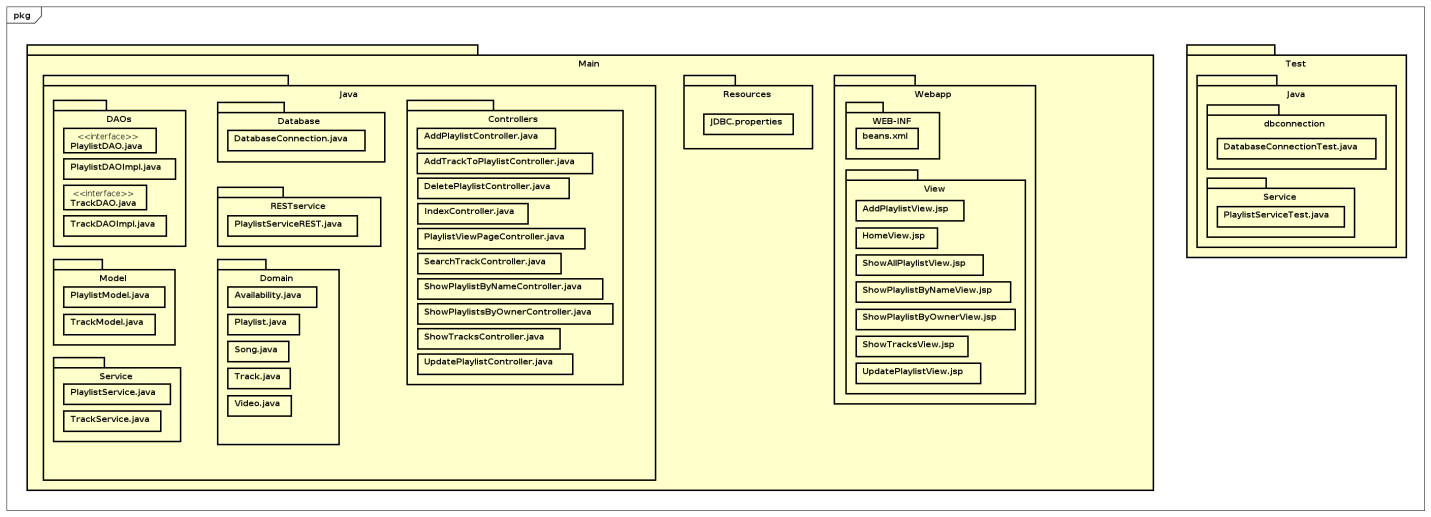 pkg
Main
Java
DAOs
<<interface>>
PlaylistDAO.java
PlaylistDAOImpl.java
<<interface>>
TrackDAO.java
TrackDAOImpl.java
Model
PlaylistModel.java
TrackModel.java
Service
PlaylistService.java
TrackService.java
Database
DatabaseConnection.java
RESTservice
PlaylistServiceREST.java
Domain
Availability.java
Playlist.java
Song.java
Track.java
Video.java
Controllers
AddPlaylistController.java
AddTrackToPlaylistController.java
DeletePlaylistController.java
IndexController.java
PlaylistViewPageController.java
SearchTrackController.java
ShowPlaylistByNameController.java
ShowPlaylistsByOwnerController.java
ShowTracksController.java
UpdatePlaylistController.java
Resources
JDBC.properties
Webapp
WEB-INF
beans.xml
View
AddPlaylistView.jsp
HomeView.jsp
ShowAllPlaylistView.jsp
ShowPlaylistByNameView.jsp
ShowPlaylistByOwnerView.jsp
ShowTracksView.jsp
UpdatePlaylistView.jsp
Test
Java
dbconnection
DatabaseConnectionTest.java
Service
PlaylistServiceTest.java